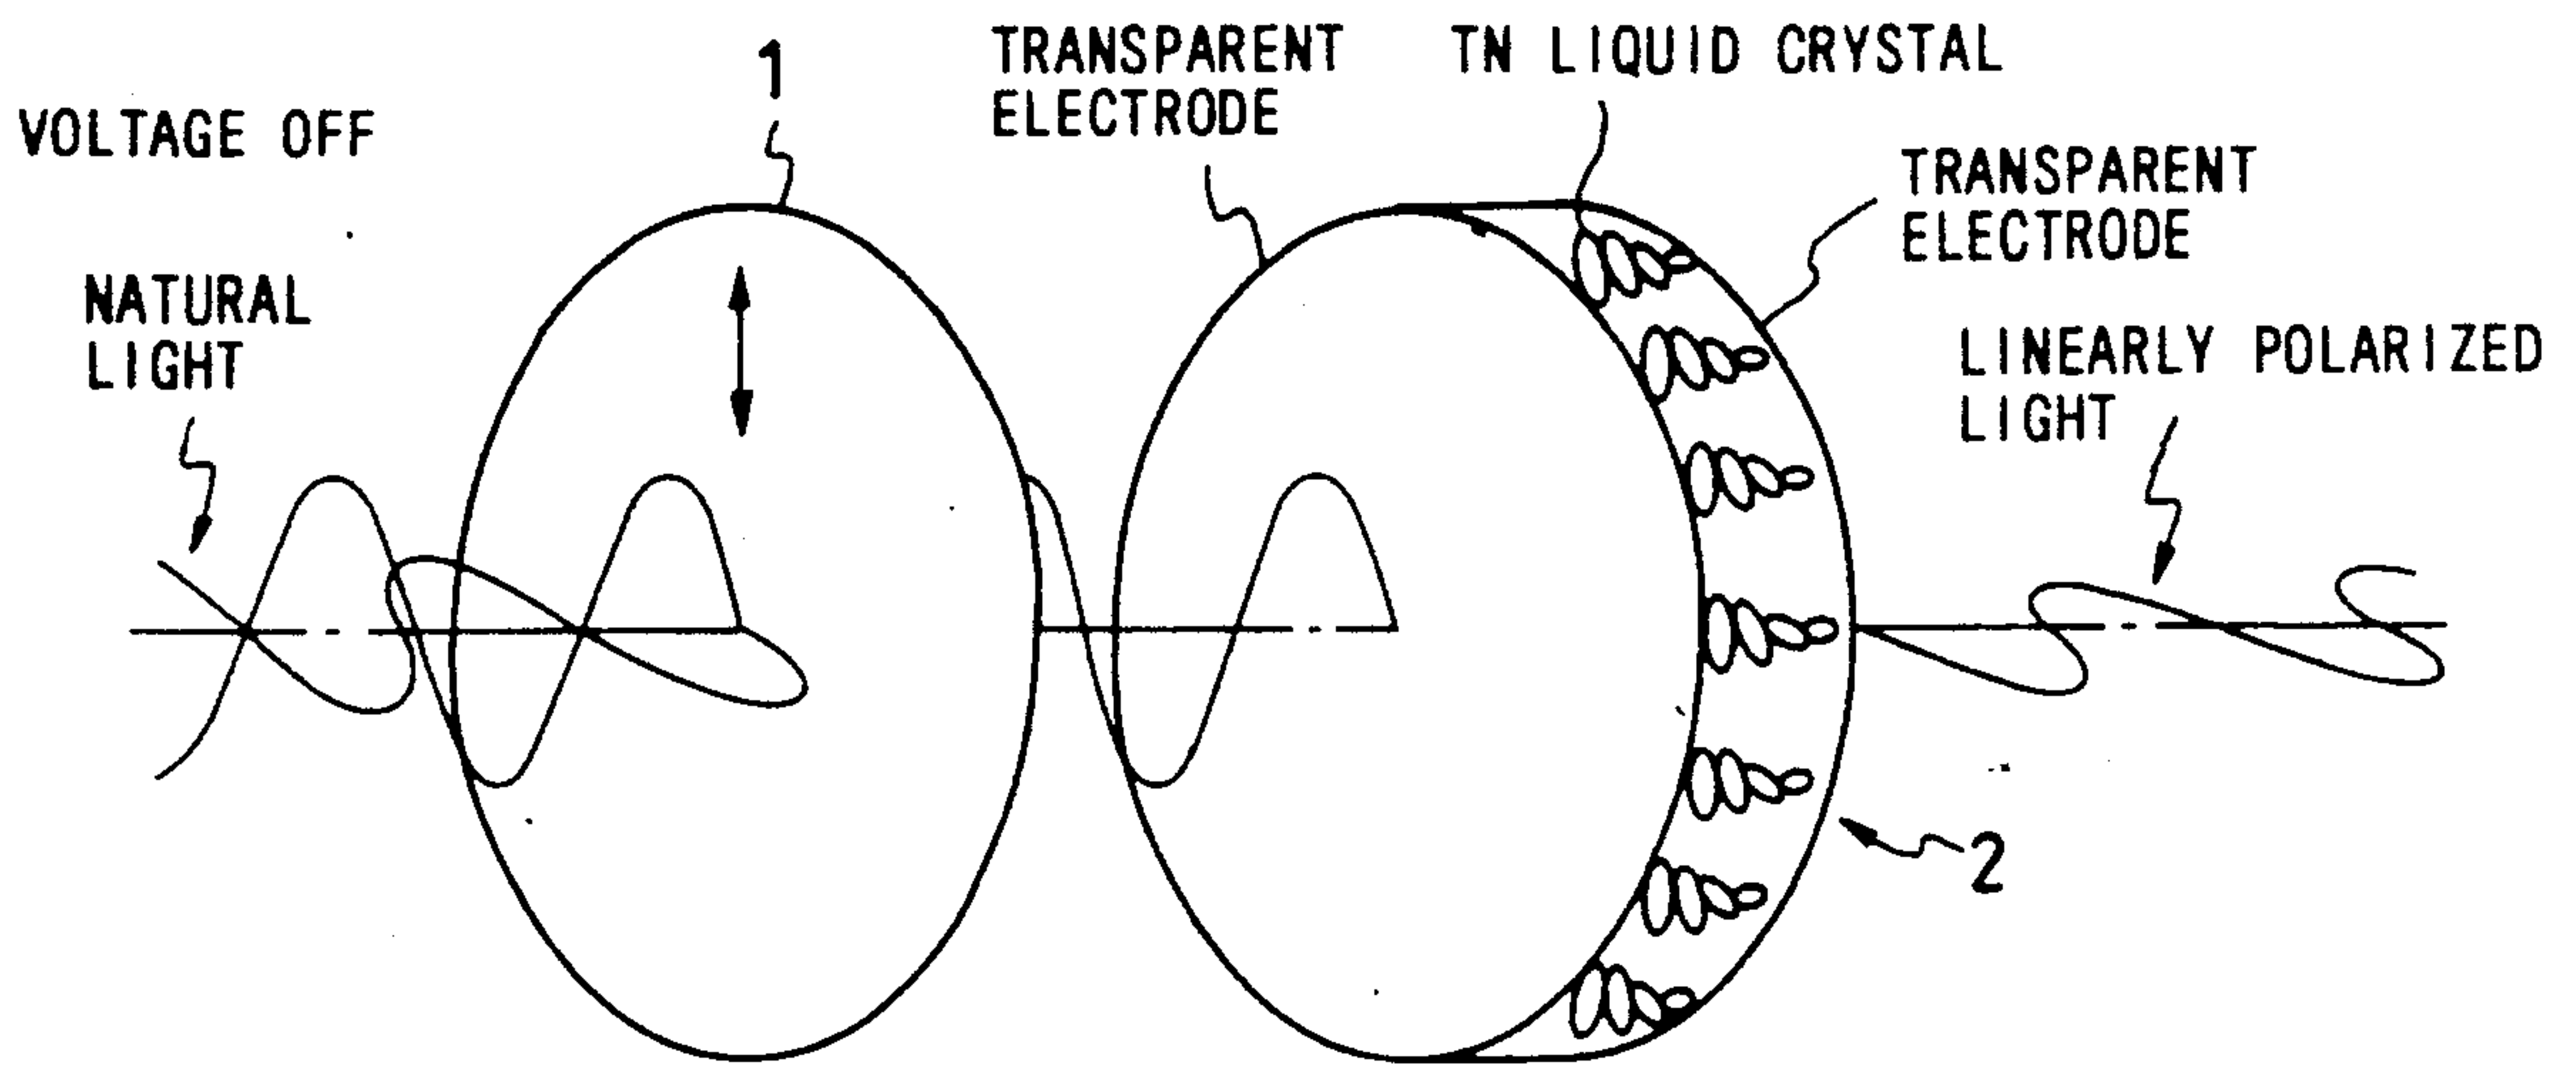 VOLTAGE OFF
NATURAL
LIGHT
1
TRANSPARENT
ELECTRODE
TN LIQUID CRYSTAL
TRANSPARENT
ELECTRODE
LINEARLY POLARIZED
LIGHT
2